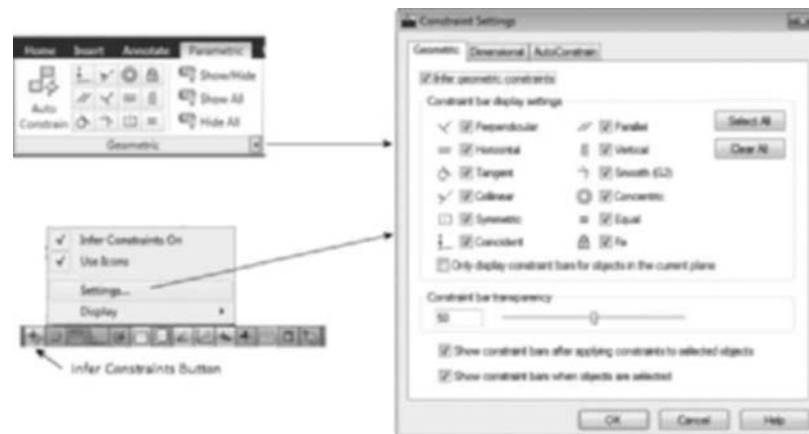 Home Insert Annotate Parametric
Auto Constrain
Show/Hide
Show All
Hide All
Geometric
Infer Constraints On
Use Icons
Settings...
Display
Infer Constraints Button
Constraint Settings
Geometric Dimensional AutoConstrain
Infer geometric constraints
Constraint bar display settings
Perpendicular Parallel Select All
Horizontal Vertical Clear All
Tangent Smooth (G2)
Collinear Concentric
Symmetric Equal
Coincident Fix
Only display constraint bars for objects in the current plane
Constraint bar transparency
50
Show constraint bars after applying constraints to selected objects
Show constraint bars when objects are selected
OK Cancel Help